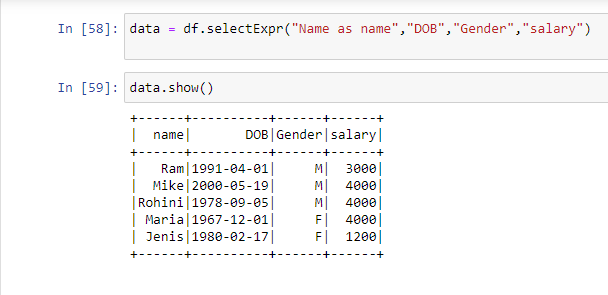 In [58]: data = df.selectExpr("Name as name","DOB","Gender","salary")
In [59]: data.show()
+------+----------+------+------+
|  name|       DOB|Gender|salary|
+------+----------+------+------+
|   Ram|1991-04-01|     M|  3000|
|  Mike|2000-05-19|     M|  4000|
|Rohini|1978-09-05|     M|  4000|
| Maria|1967-12-01|     F|  4000|
| Jenis|1980-02-17|     F|  1200|
+------+----------+------+------+